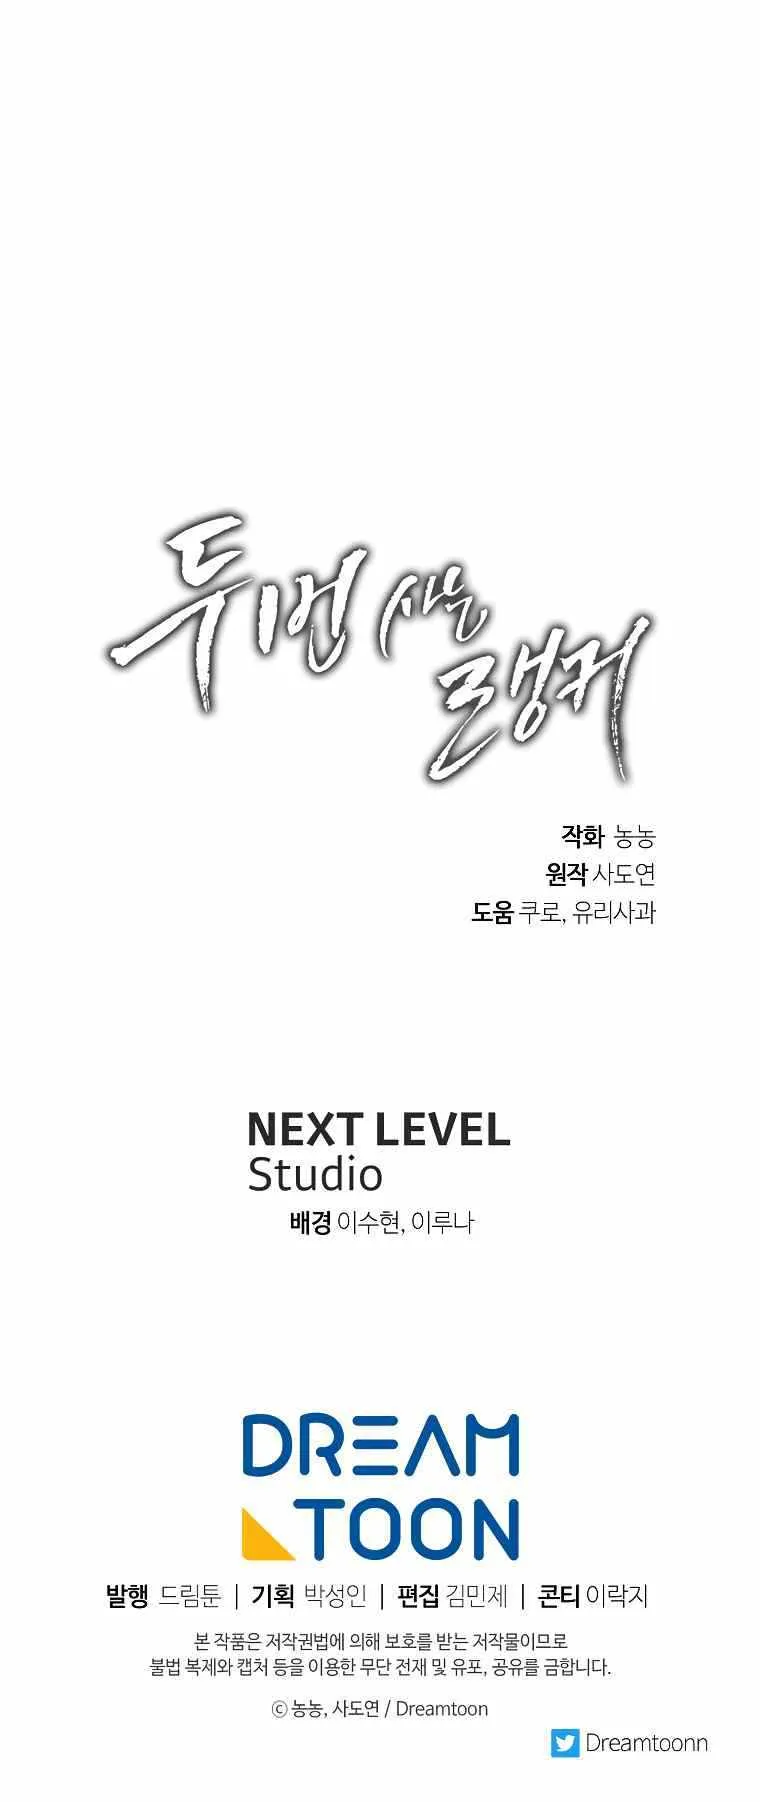 두번 사는
랭커
작화 농농
원작 사도연
도움 쿠로, 유리사과
NEXT LEVEL
Studio
배경 이수현, 이루나
DREAM
TOON
발행 드림툰 | 기획 박성인 | 편집 김민제 | 콘티 이락지
본 작품은 저작권법에 의해 보호를 받는 저작물이므로
불법 복제와 캡처 등을 이용한 무단 전재 및 유포, 공유를 금합니다.
ⓒ 농농, 사도연 / Dreamtoon
Dreamtoonn